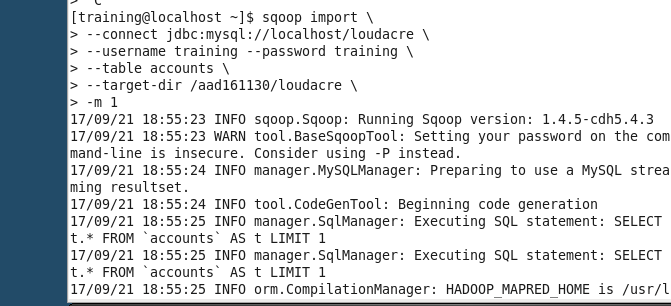 [training@localhost ~]$ sqoop import \
> --connect jdbc:mysql://localhost/loudacre \
> --username training --password training \
> --table accounts \
> --target-dir /aad161130/loudacre \
> -m 1
17/09/21 18:55:23 INFO sqoop.Sqoop: Running Sqoop version: 1.4.5-cdh5.4.3
17/09/21 18:55:23 WARN tool.BaseSqoopTool: Setting your password on the com
mand-line is insecure. Consider using -P instead.
17/09/21 18:55:24 INFO manager.MySQLManager: Preparing to use a MySQL strea
ming resultset.
17/09/21 18:55:24 INFO tool.CodeGenTool: Beginning code generation
17/09/21 18:55:25 INFO manager.SqlManager: Executing SQL statement: SELECT
t.* FROM `accounts` AS t LIMIT 1
17/09/21 18:55:25 INFO manager.SqlManager: Executing SQL statement: SELECT
t.* FROM `accounts` AS t LIMIT 1
17/09/21 18:55:25 INFO orm.CompilationManager: HADOOP_MAPRED_HOME is /usr/l